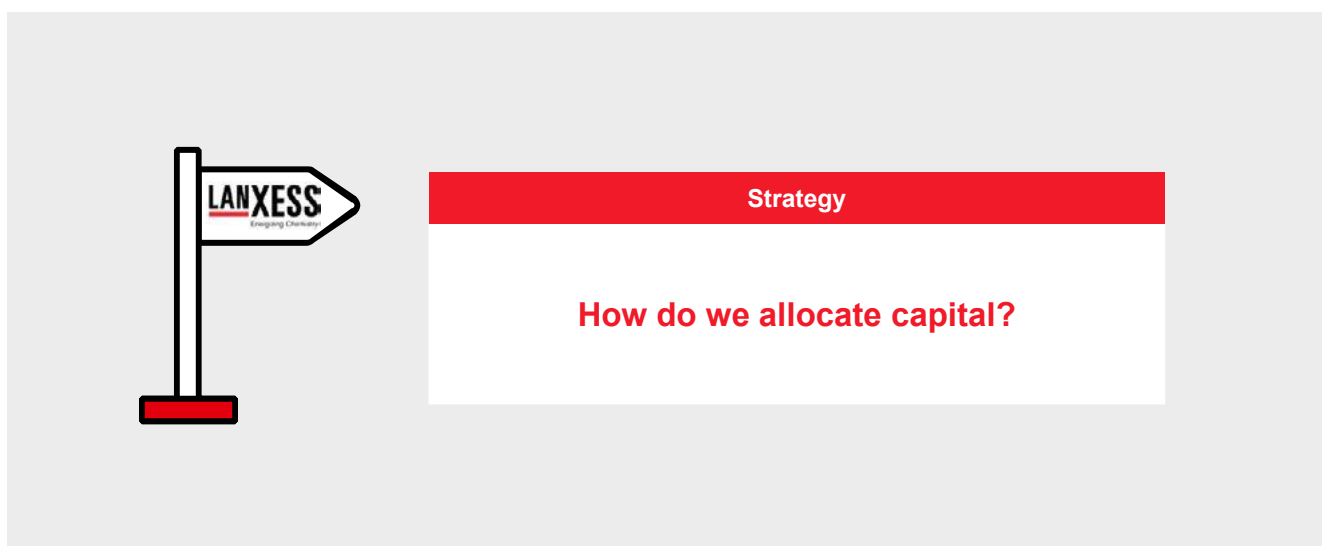 LANXESS
Energizing Chemistry
Strategy
How do we allocate capital?